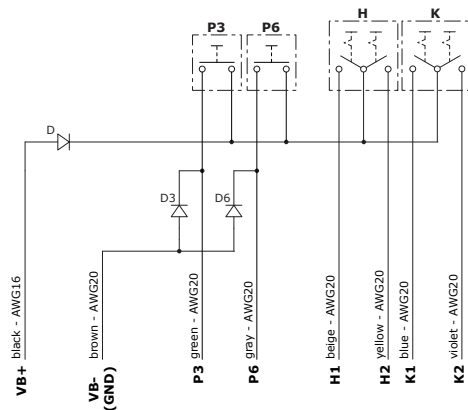 P3
P6
H
K
D
D3
D6
black - AWG16
VB+
brown - AWG20
VB-
(GND)
green - AWG20
P3
gray - AWG20
P6
beige - AWG20
H1
yellow - AWG20
H2
blue - AWG20
K1
violet - AWG20
K2